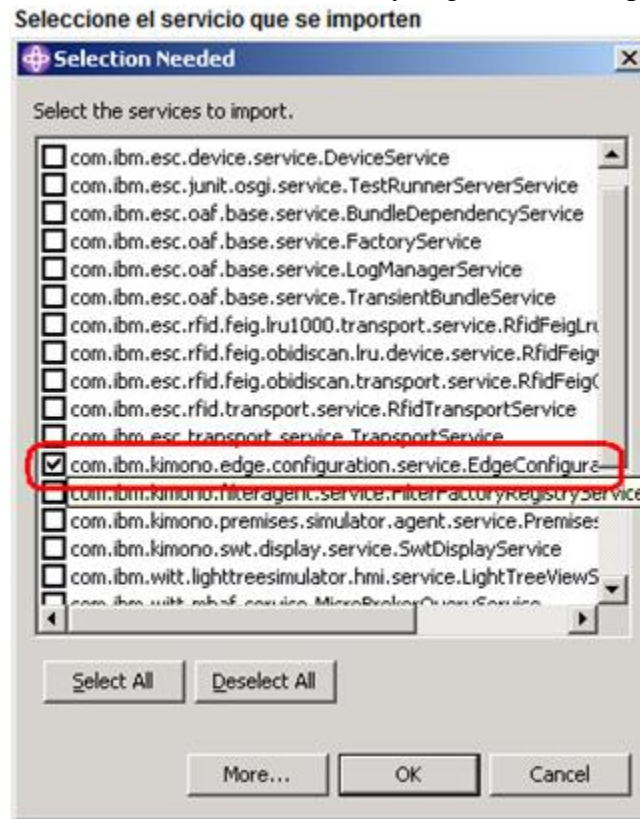 Seleccione el servicio que se importen
Selection Needed
Select the services to import.
com.ibm.esc.device.service.DeviceService
com.ibm.esc.junit.osgi.service.TestRunnerServerService
com.ibm.esc.oaf.base.service.BundleDependencyService
com.ibm.esc.oaf.base.service.FactoryService
com.ibm.esc.oaf.base.service.LogManagerService
com.ibm.esc.oaf.base.service.TransientBundleService
com.ibm.esc.rfid.feig.lru1000.transport.service.RfidFeigLru
com.ibm.esc.rfid.feig.obidiscan.lru.device.service.RfidFeig
com.ibm.esc.rfid.feig.obidiscan.transport.service.RfidFeig
com.ibm.esc.rfid.transport.service.RfidTransportService
com.ibm.esc.transport.service.TransportService
com.ibm.kimono.edge.configuration.service.EdgeConfigura
com.ibm.kimono.filteragent.service.FilterFactoryRegistryService
com.ibm.kimono.premises.simulator.agent.service.Premises
com.ibm.kimono.swt.display.service.SwtDisplayService
com.ibm.witt.lighttreesimulator.hmi.service.LightTreeViewS
com.ibm.witt.mbaf.service.MicroBrokerQueryService
Select All Deselect All
More... OK Cancel